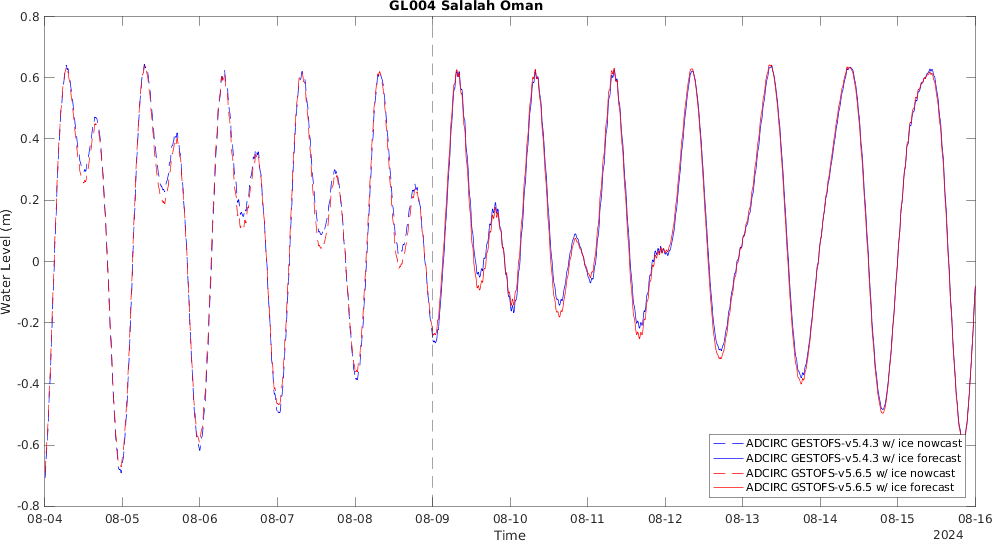 GL004 Salalah Oman
0.8
0.6
0.4
0.2
0
-0.2
-0.4
-0.6
-0.8
Water Level (m)
ADCIRC GESTOFS-v5.4.3 w/ ice nowcast
ADCIRC GESTOFS-v5.4.3 w/ ice forecast
ADCIRC GSTOFS-v5.6.5 w/ ice nowcast
ADCIRC GSTOFS-v5.6.5 w/ ice forecast
08-04 08-05 08-06 08-07 08-08 08-09 08-10 08-11 08-12 08-13 08-14 08-15 08-16
Time
2024